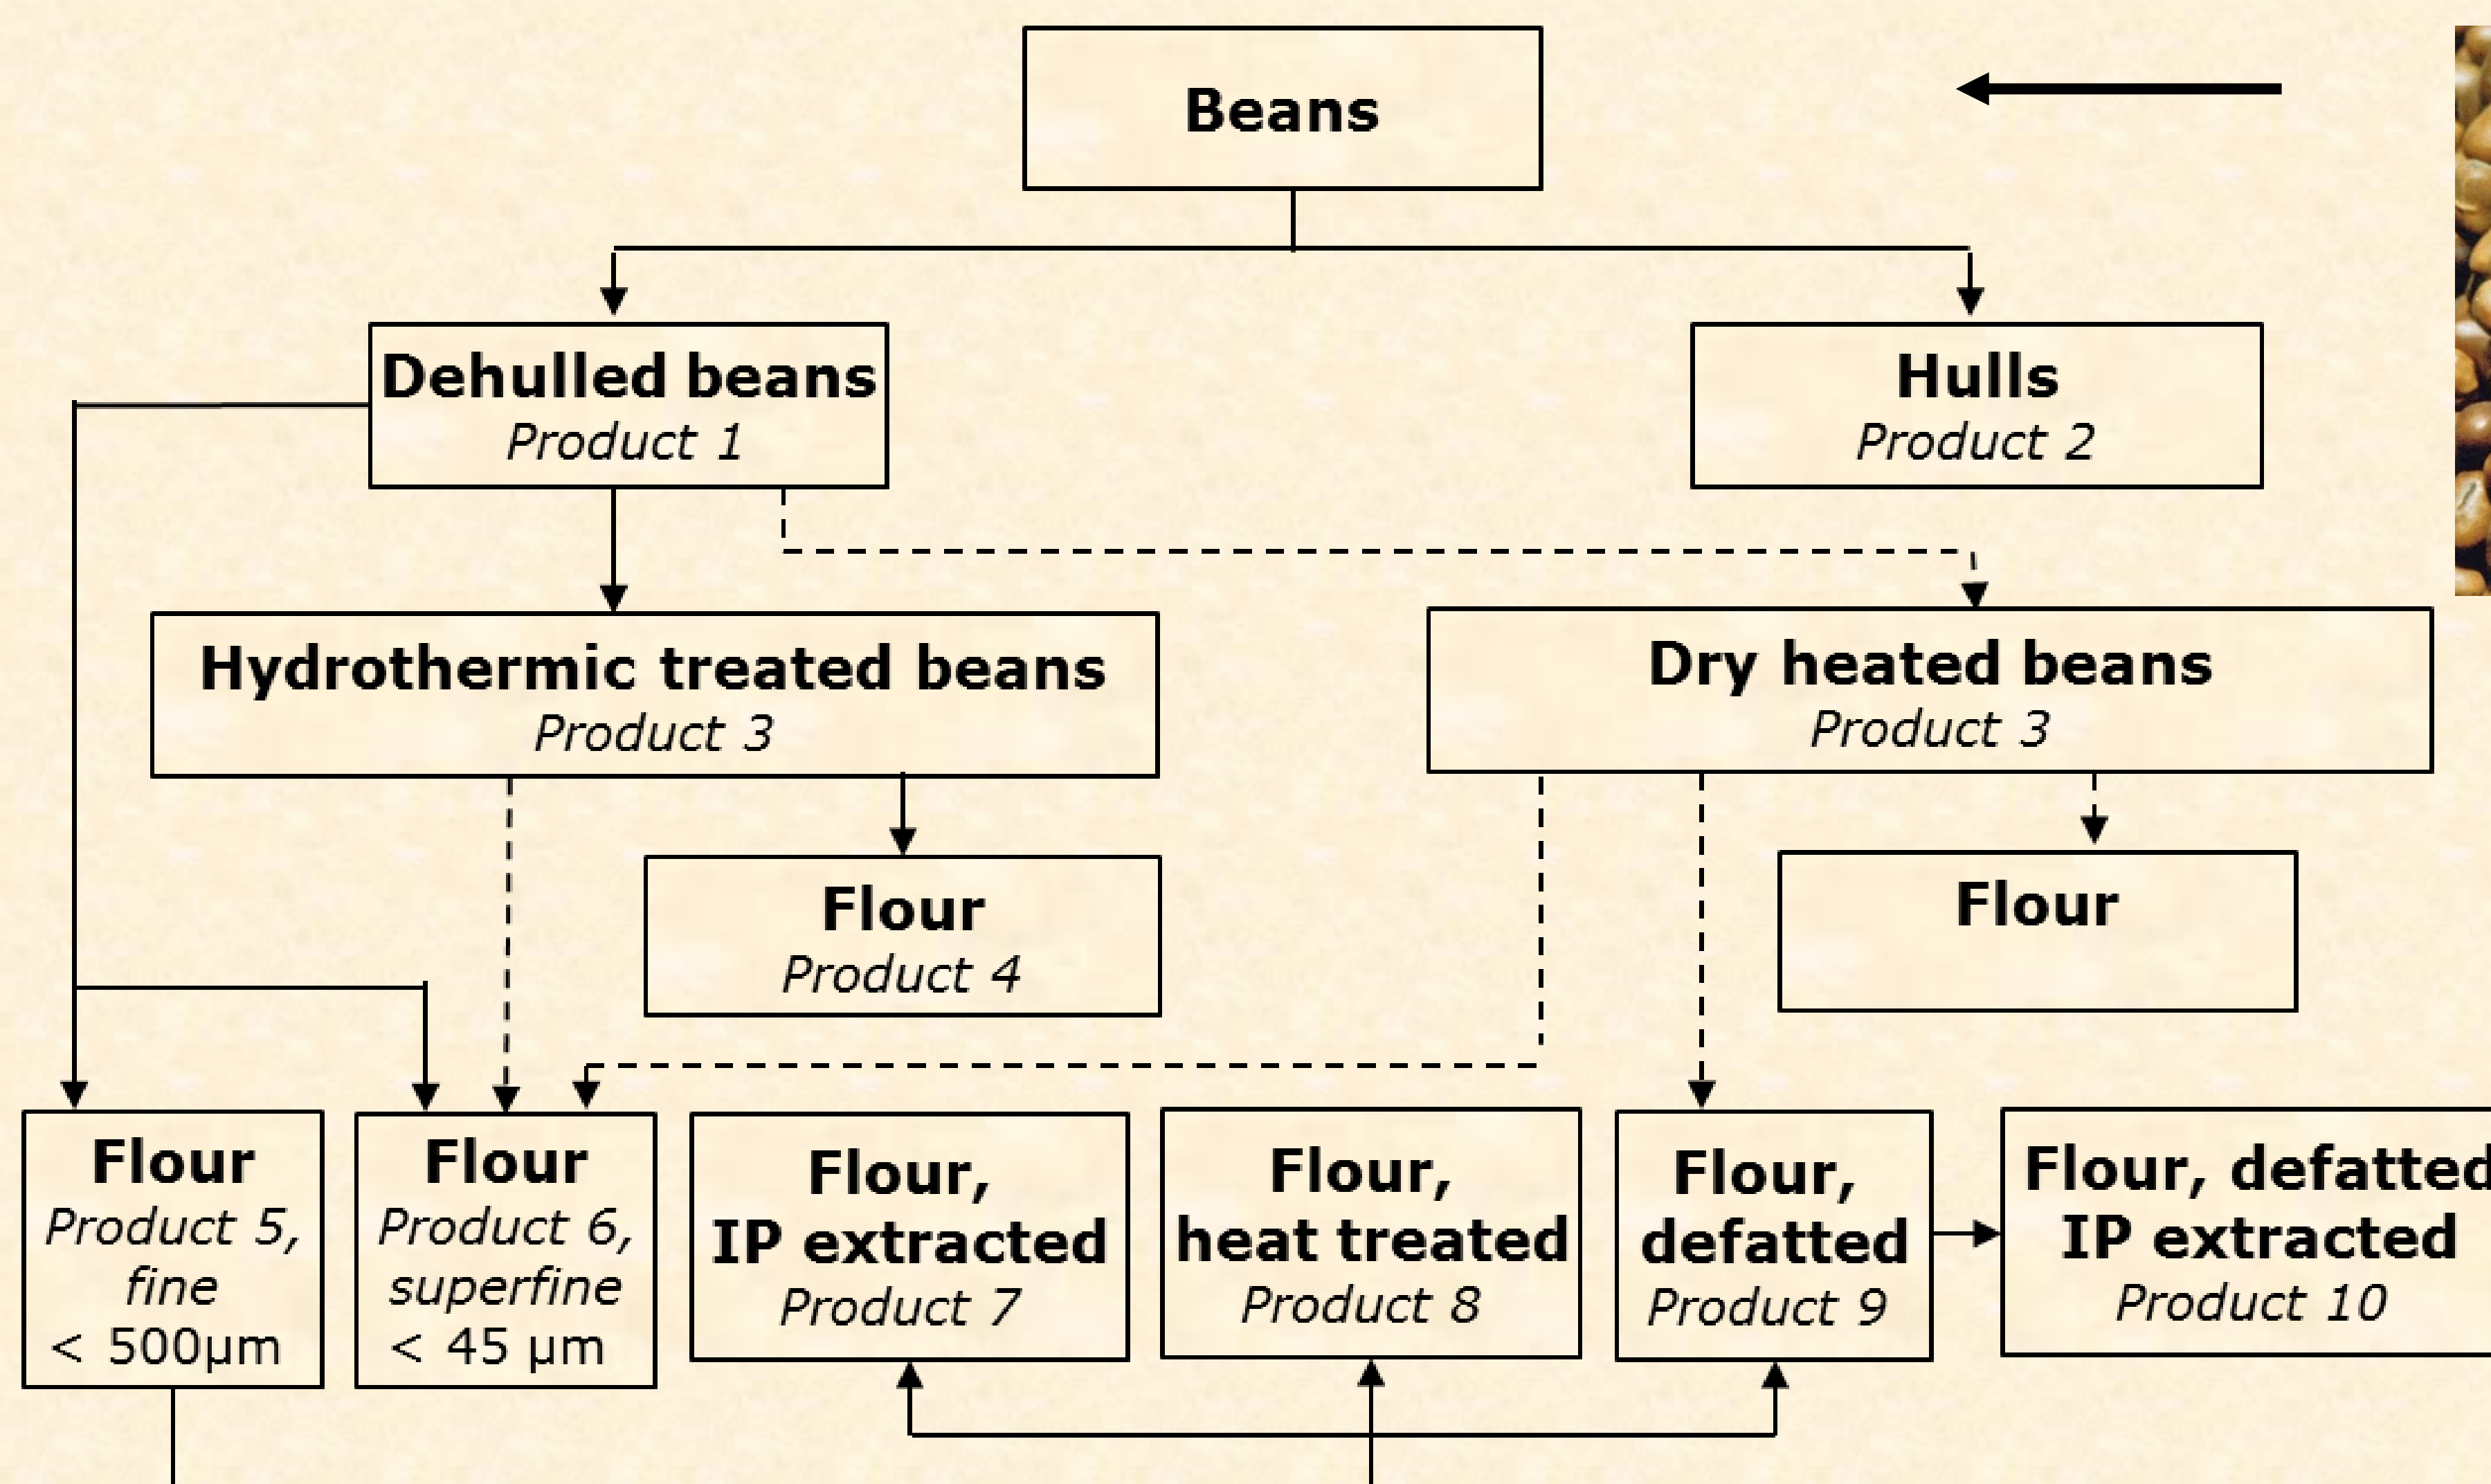 Beans
Dehulled beans
Product 1
Hulls
Product 2
Hydrothermic treated beans
Product 3
Dry heated beans
Product 3
Flour
Product 4
Flour
Flour
Product 5,
fine
< 500µm
Flour
Product 6,
superfine
< 45 µm
Flour,
IP extracted
Product 7
Flour,
heat treated
Product 8
Flour,
defatted
Product 9
Flour, defatted
IP extracted
Product 10